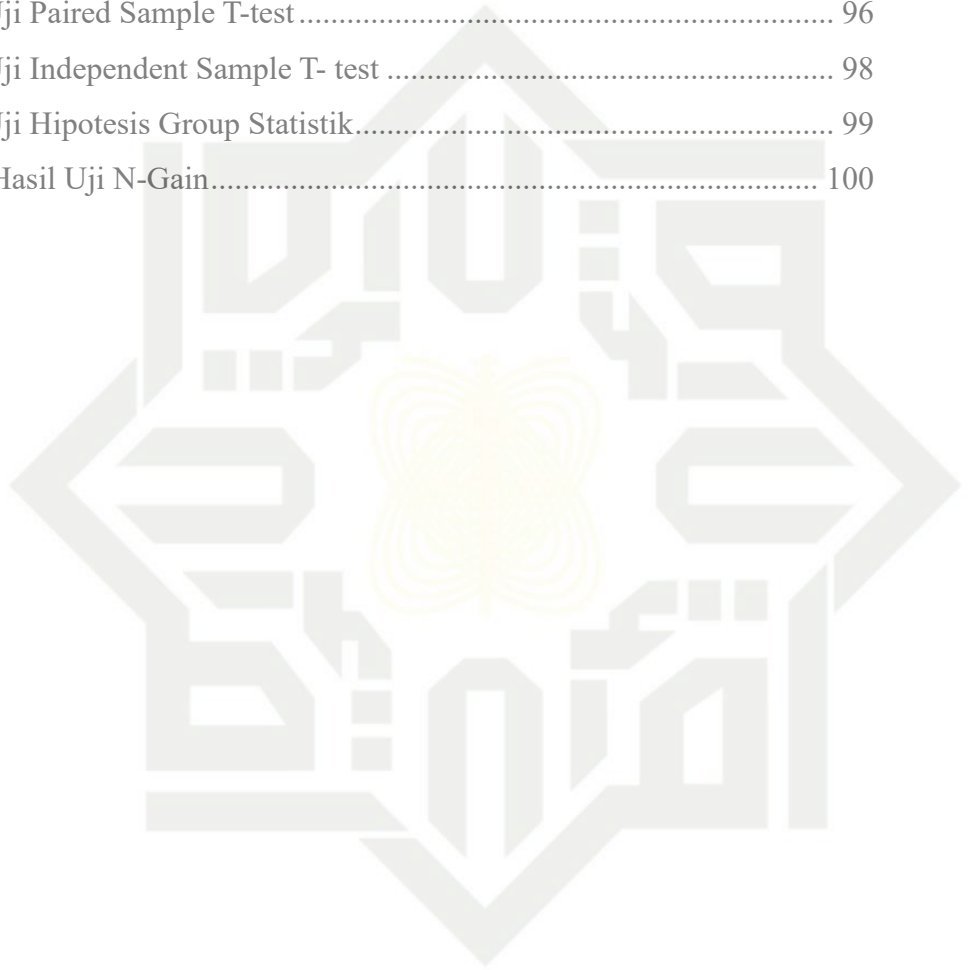 Uji Paired Sample T-test.................................................................... 96
Uji Independent Sample T- test ......................................................... 98
Uji Hipotesis Group Statistik............................................................. 99
Hasil Uji N-Gain............................................................................. 100